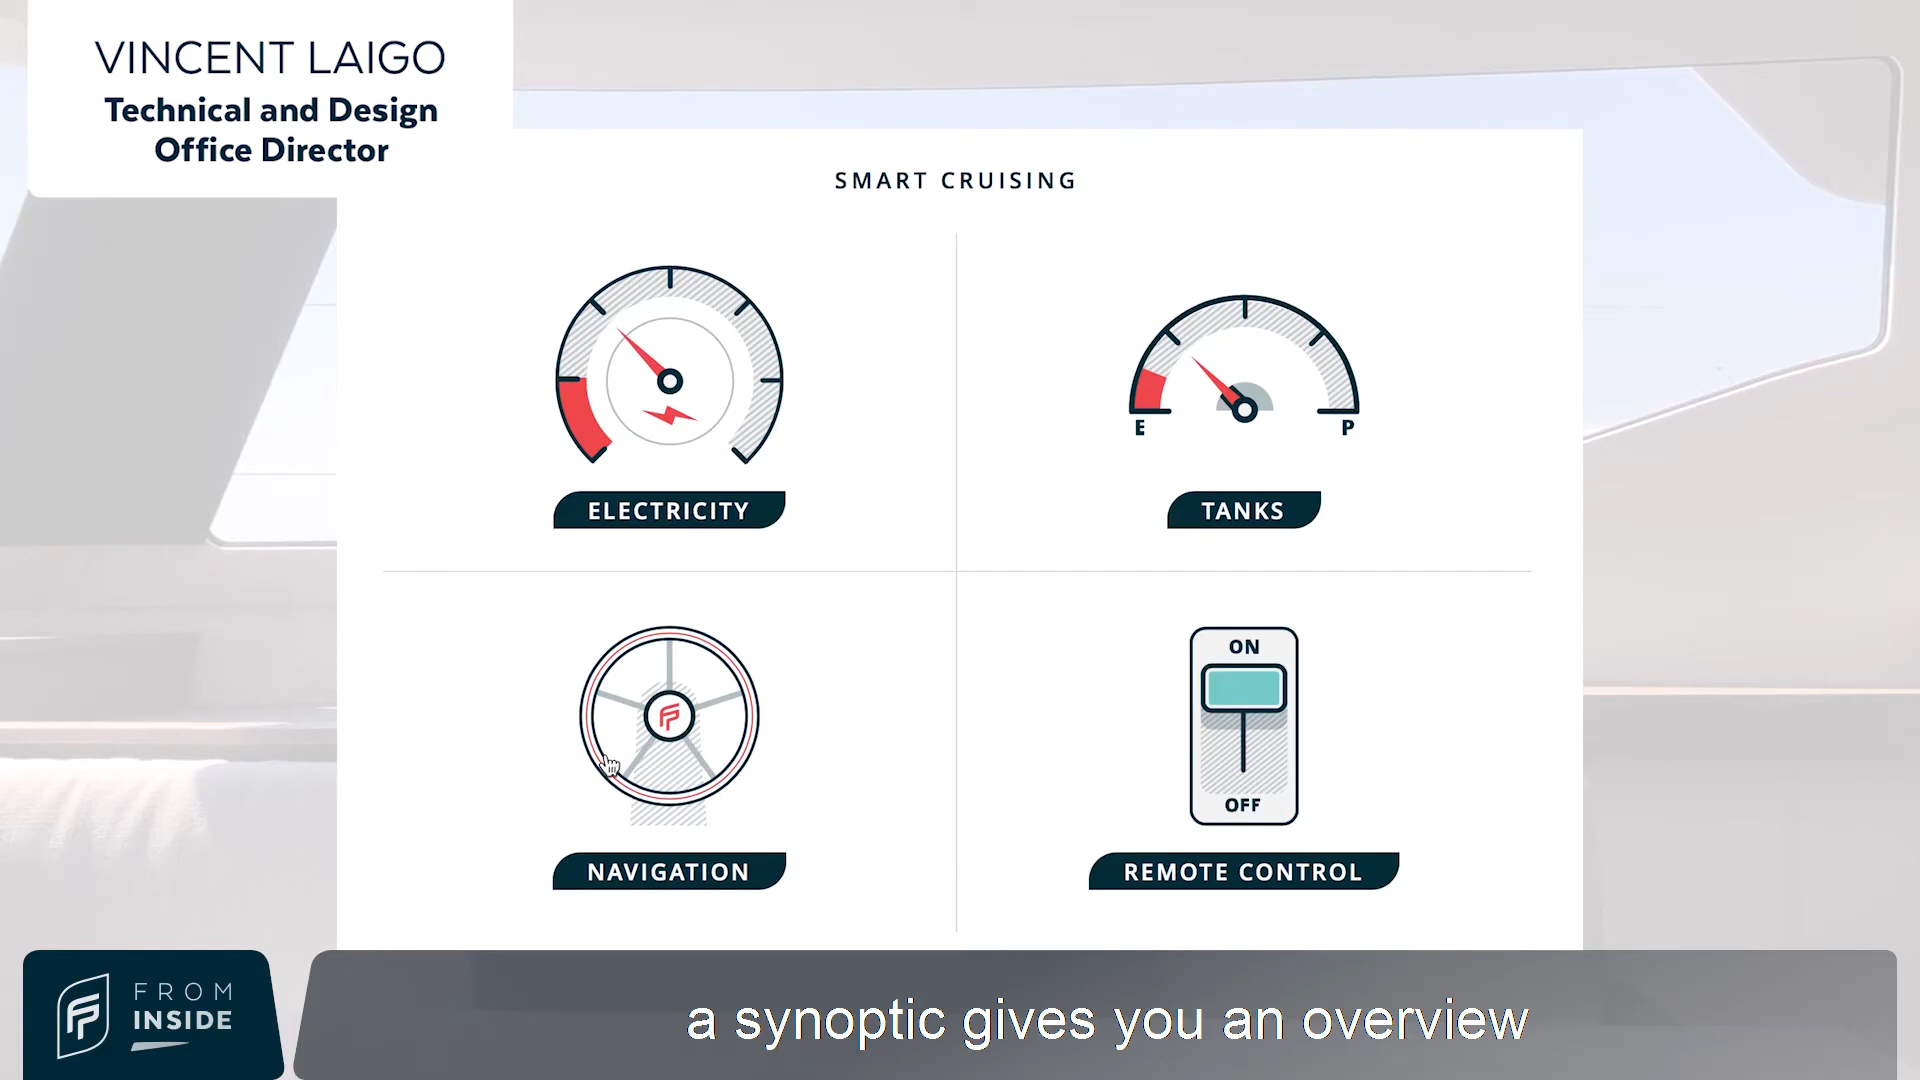 VINCENT LAIGO
Technical and Design
Office Director
SMART CRUISING
E
P
ELECTRICITY
TANKS
ON
OFF
NAVIGATION
REMOTE CONTROL
FROM
INSIDE
a synoptic gives you an overview